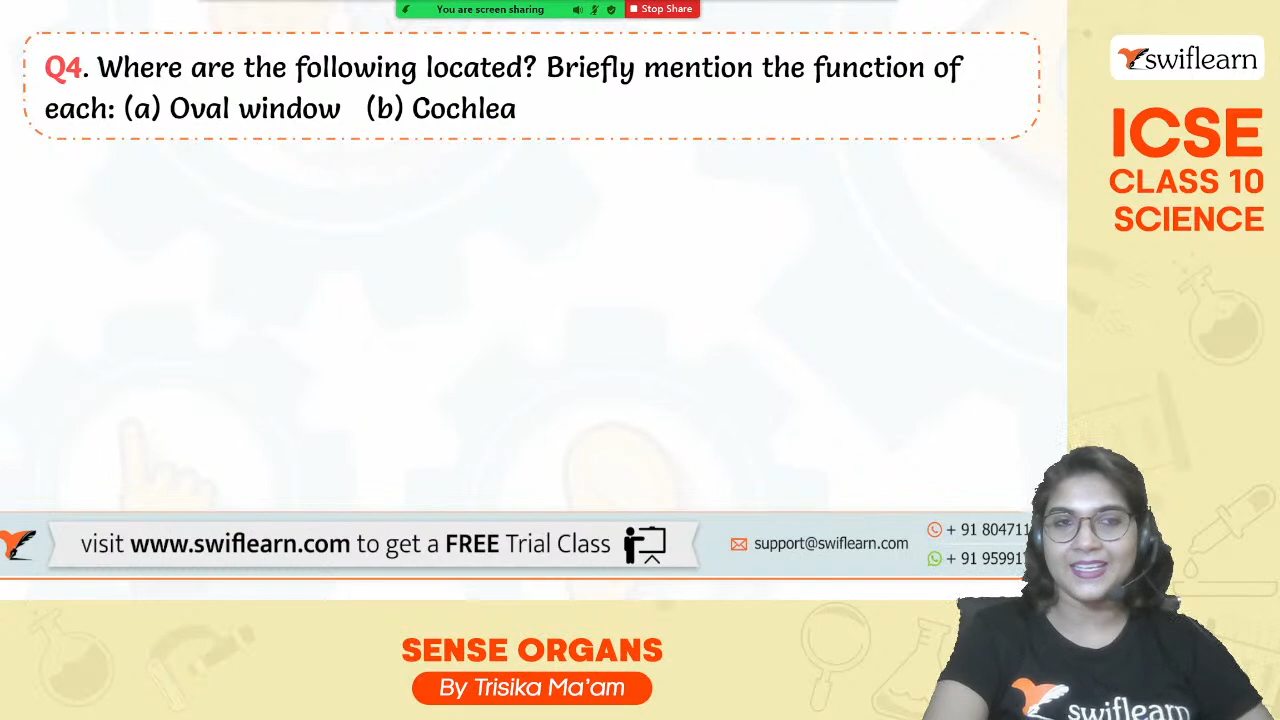 You are screen sharing
Stop Share
Q4. Where are the following located? Briefly mention the function of
each: (a) Oval window (b) Cochlea
swiflearn
ICSE
CLASS 10
SCIENCE
visit www.swiflearn.com to get a FREE Trial Class
support@swiflearn.com
+ 91 804711
+ 91 95991
SENSE ORGANS
By Trisika Ma'am
swiflearn